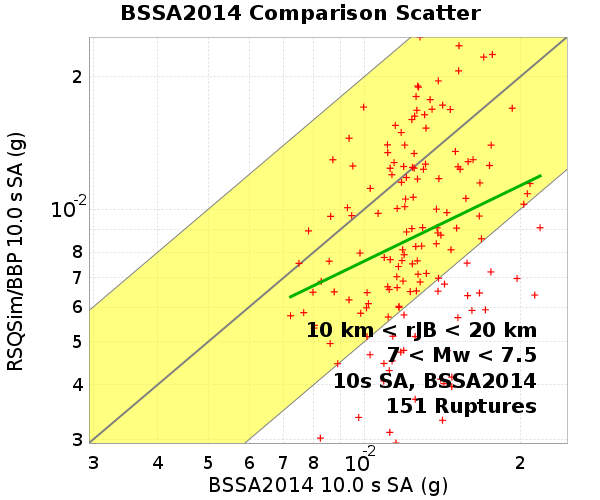 BSSA2014 Comparison Scatter
RSQSim/BBP 10.0 s SA (g)
2
10-2
8
7
6
5
4
3
10 km < rJB < 20 km
7 < Mw < 7.5
10s SA, BSSA2014
151 Ruptures
3 4 5 6 7 8 10-2 2
BSSA2014 10.0 s SA (g)